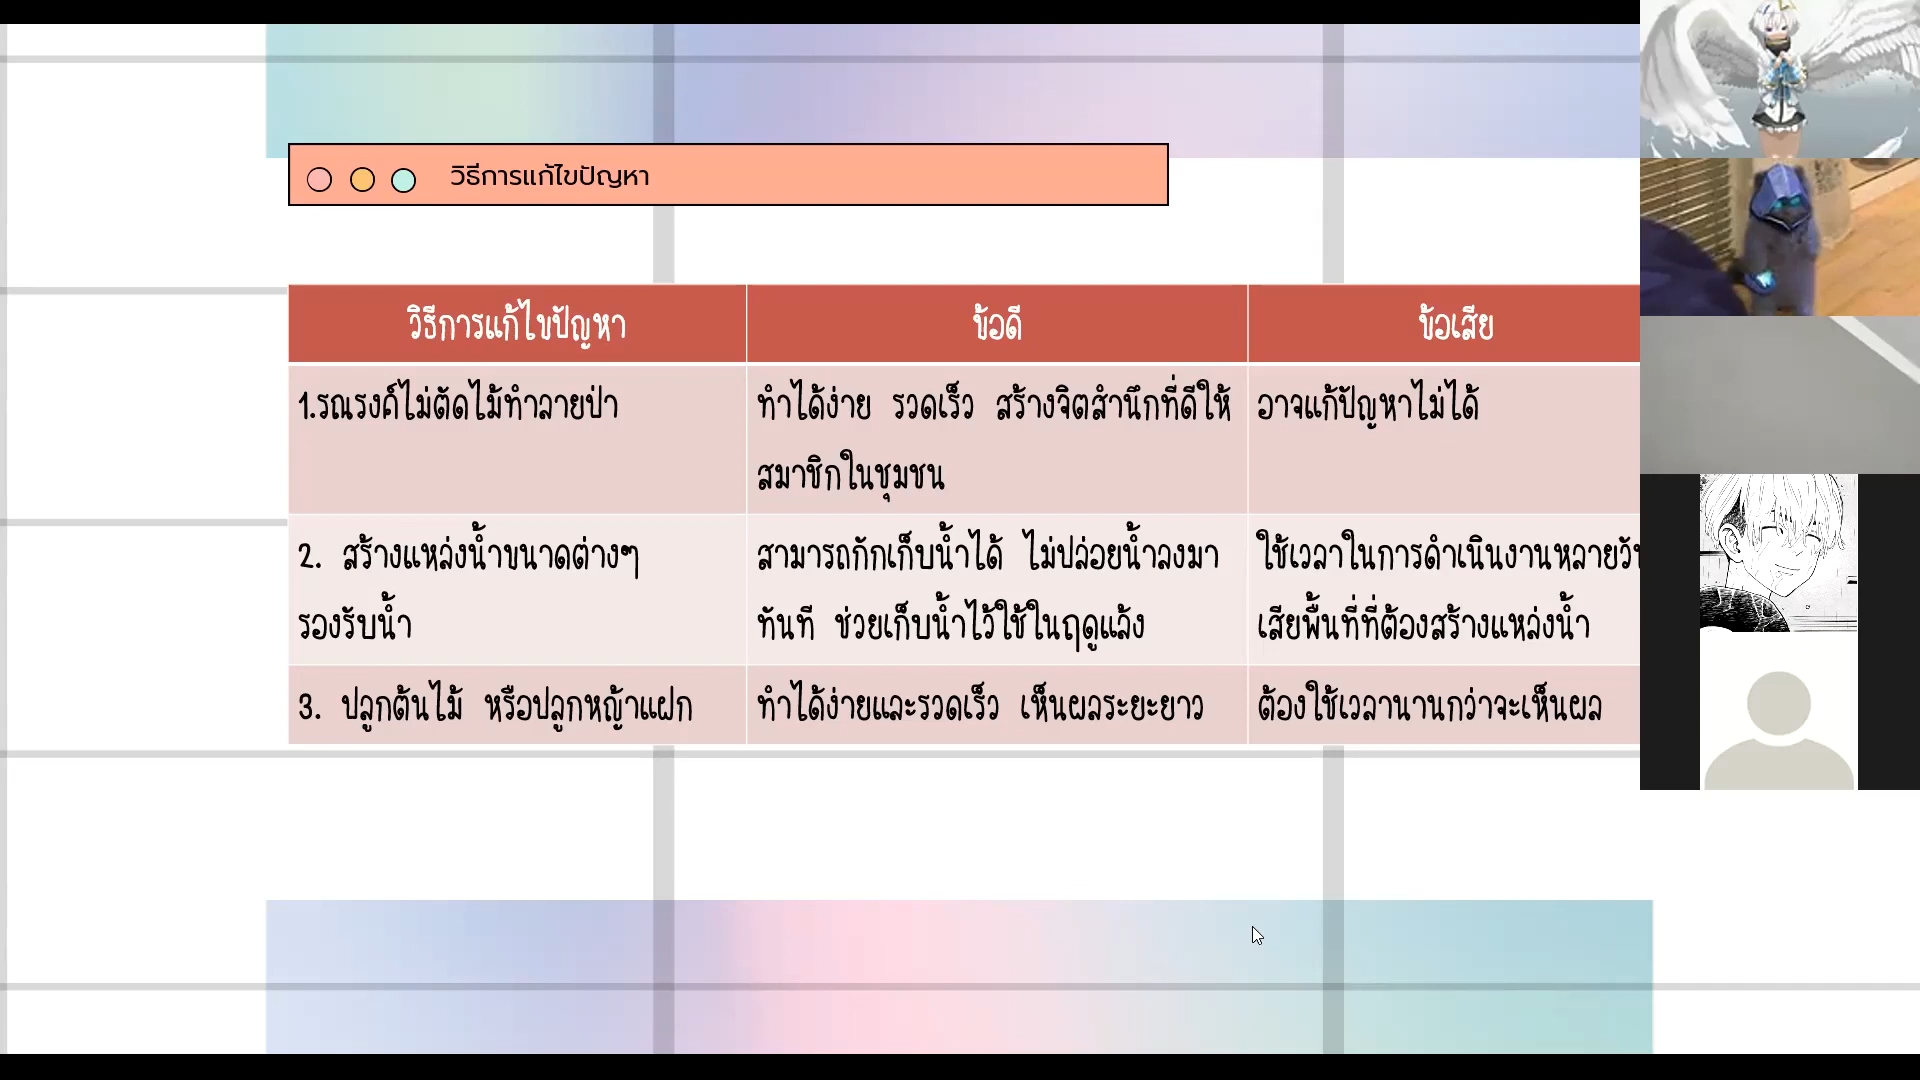 วิธีการแก้ไขปัญหา
วิธีการแก้ไขปัญหา ข้อดี ข้อเสีย
1.รณรงค์ไม่ตัดไม้ทำลายป่า
ทำได้ง่าย รวดเร็ว สร้างจิตสำนึกที่ดีให้
สมาชิกในชุมชน
อาจแก้ปัญหาไม่ได้
2. สร้างแหล่งน้ำขนาดต่างๆ
รองรับน้ำ
สามารถกักเก็บน้ำได้ ไม่ปล่อยน้ำลงมา
ทันที ช่วยเก็บน้ำไว้ใช้ในฤดูแล้ง
ใช้เวลาในการดำเนินงานหลายวัน
เสียพื้นที่ที่ต้องสร้างแหล่งน้ำ
3. ปลูกต้นไม้ หรือปลูกหญ้าแฝก
ทำได้ง่ายและรวดเร็ว เห็นผลระยะยาว
ต้องใช้เวลานานกว่าจะเห็นผล